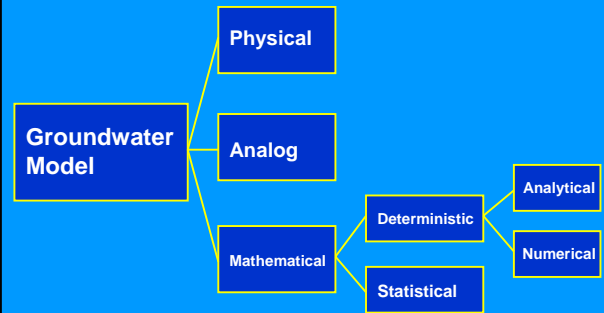 Physical
Groundwater
Model
Analog
Mathematical
Deterministic
Statistical
Analytical
Numerical